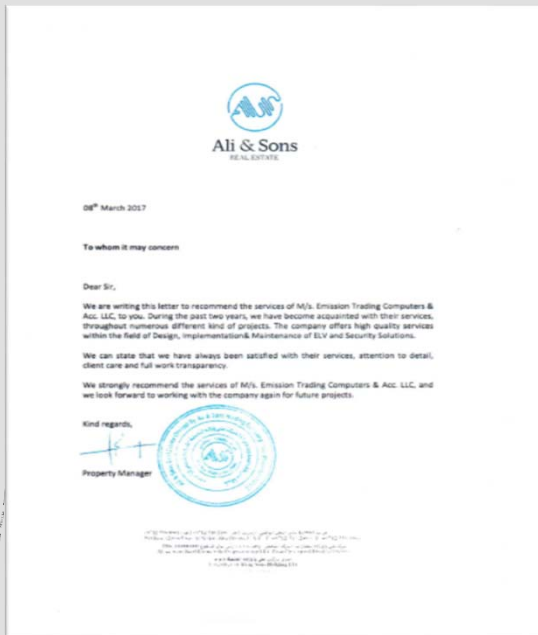 Ali & Sons
REAL ESTATE
08th March 2017
To whom it may concern
Dear Sir,
We are writing this letter to recommend the services of M/s. Emission Trading Computers &
Acc. LLC, to you. During the past two years, we have become acquainted with their services,
throughout numerous different kind of projects. The company offers high quality services
within the field of Design, Implementation& Maintenance of ELV and Security Solutions.
We can state that we have always been satisfied with their services, attention to detail,
client care and full work transparency.
We strongly recommend the services of M/s. Emission Trading Computers & Acc. LLC, and
we look forward to working with the company again for future projects.
Kind regards,
Property Manager